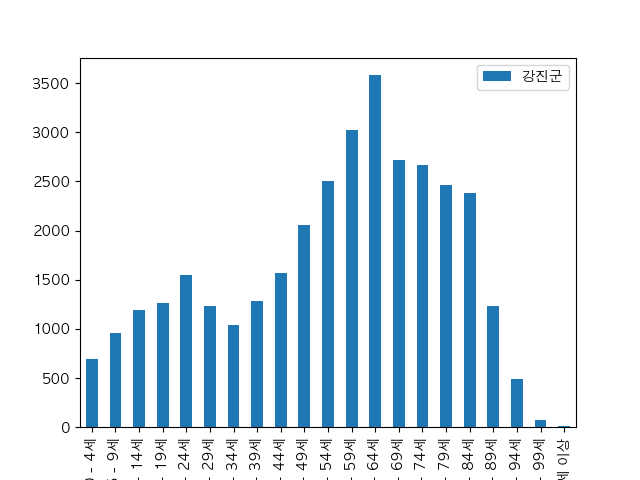 강진군
3500
3000
2500
2000
1500
1000
500
0
- 4세
- 9세
- 14세
- 19세
- 24세
- 29세
- 34세
- 39세
- 44세
- 49세
- 54세
- 59세
- 64세
- 69세
- 74세
- 79세
- 84세
- 89세
- 94세
- 99세
이상